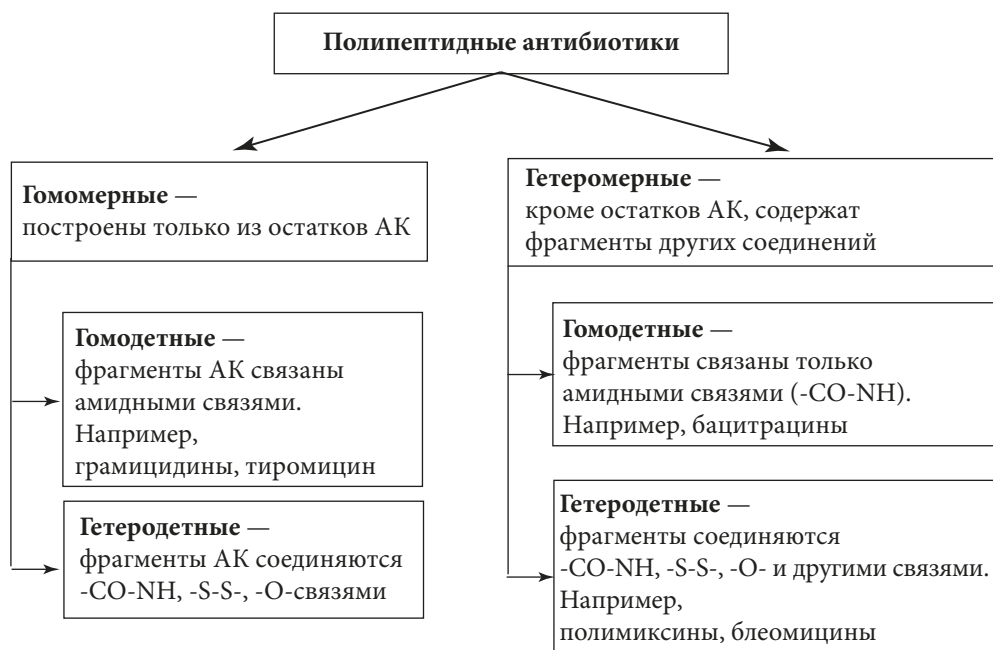 Полипептидные антибиотики
Гомомерные —
построены только из остатков АК
Гомодетные —
фрагменты АК связаны
амидными связями.
Например,
грамицидины, тиромицин
Гетеродетные —
фрагменты АК соединяются
-CO-NH, -S-S-, -O-связями
Гетеромерные —
кроме остатков АК, содержат
фрагменты других соединений
Гомодетные —
фрагменты связаны только
амидными связями (-CO-NH).
Например, бацитрацины
Гетеродетные —
фрагменты соединяются
-CO-NH, -S-S-, -O- и другими связями.
Например,
полимиксины, блеомицины